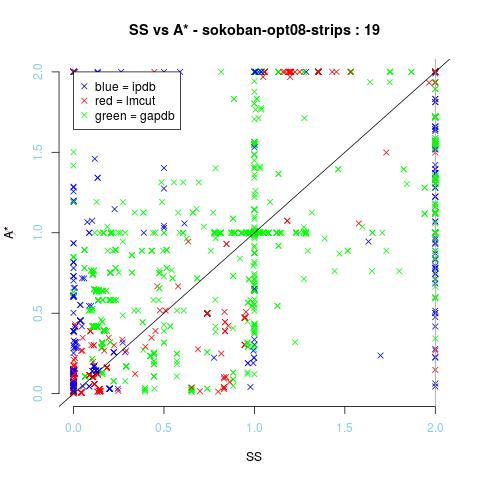 SS vs A* - sokoban-opt08-strips : 19
2.0
1.5
1.0
0.5
0.0
A*
blue = lpdb
red = lmcut
green = gapdb
0.0 0.5 1.0 1.5 2.0
SS